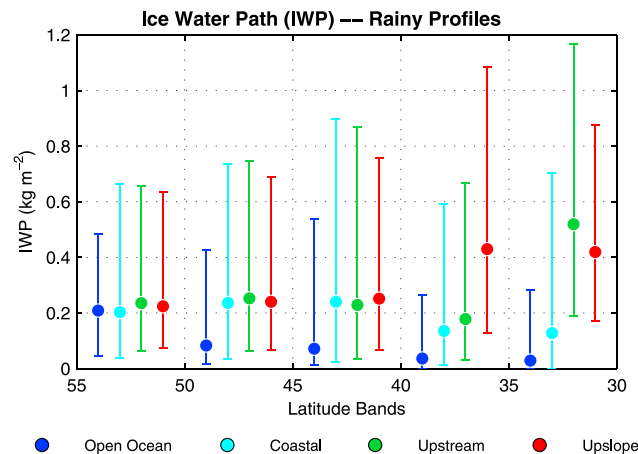 Ice Water Path (IWP) −− Rainy Profiles
IWP (kg m−2)
1.2
1
0.8
0.6
0.4
0.2
0
55 50 45 40 35 30
Latitude Bands
Open Ocean Coastal Upstream Upslope